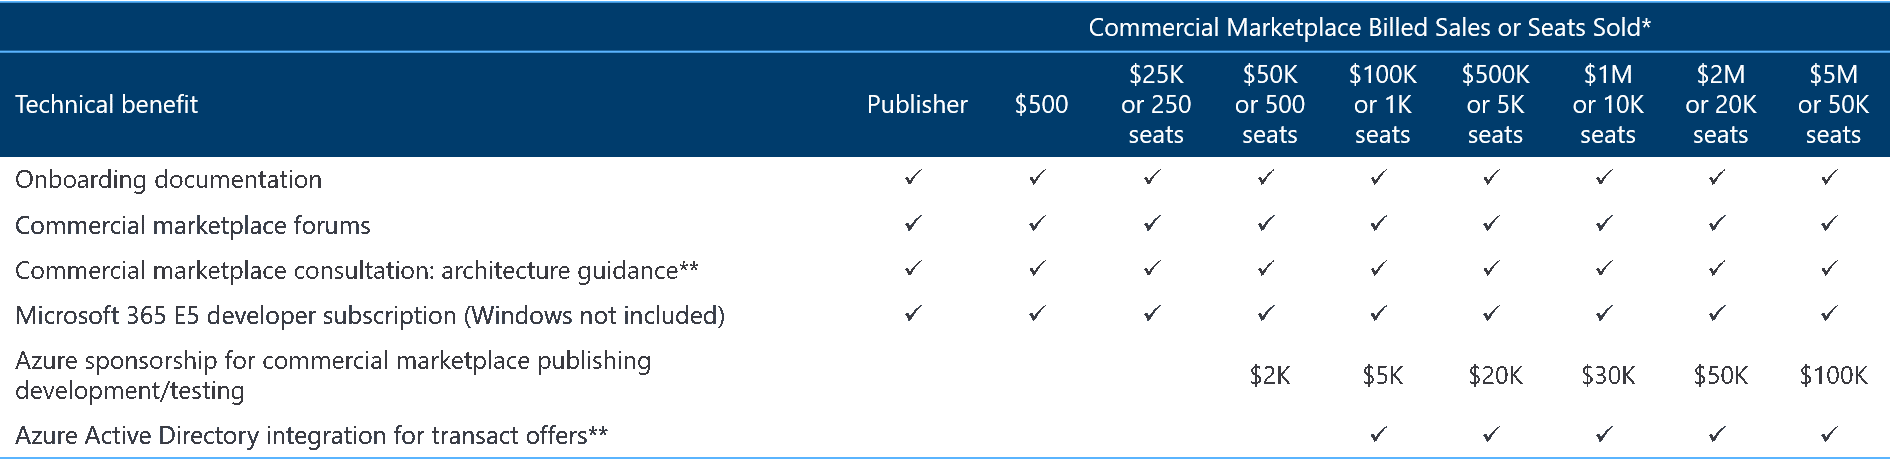 Commercial Marketplace Billed Sales or Seats Sold*
Technical benefit Publisher $500 $25K or 250 seats $50K or 500 seats $100K or 1K seats $500K or 5K seats $1M or 10K seats $2M or 20K seats $5M or 50K seats
Onboarding documentation ✓ ✓ ✓ ✓ ✓ ✓ ✓ ✓ ✓
Commercial marketplace forums ✓ ✓ ✓ ✓ ✓ ✓ ✓ ✓ ✓
Commercial marketplace consultation: architecture guidance** ✓ ✓ ✓ ✓ ✓ ✓ ✓ ✓ ✓
Microsoft 365 E5 developer subscription (Windows not included) ✓ ✓ ✓ ✓ ✓ ✓ ✓ ✓ ✓
Azure sponsorship for commercial marketplace publishing
development/testing $2K $5K $20K $30K $50K $100K
Azure Active Directory integration for transact offers** ✓ ✓ ✓ ✓ ✓